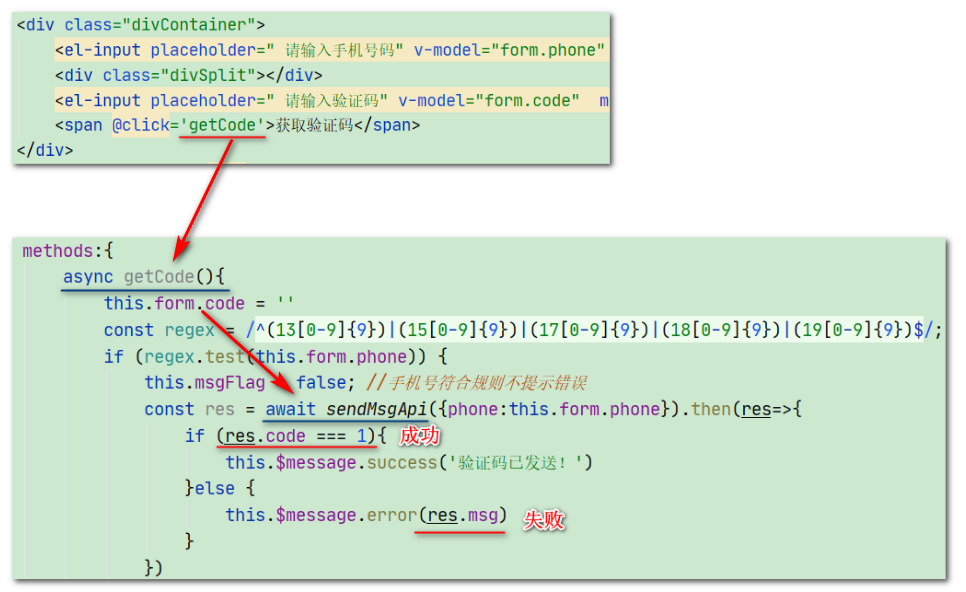 <div class="divContainer">
<el-input placeholder=" 请输入手机号码" v-model="form.phone"
<div class="divSplit"></div>
<el-input placeholder=" 请输入验证码" v-model="form.code"  m
<span @click='getCode'>获取验证码</span>
</div>
methods:{
async getCode(){
this.form.code = ''
const regex = /^(13[0-9]{9})|(15[0-9]{9})|(17[0-9]{9})|(18[0-9]{9})|(19[0-9]{9})$/;
if (regex.test(this.form.phone)) {
this.msgFlag = false; //手机号符合规则不提示错误
const res = await sendMsgApi({phone:this.form.phone}).then(res=>{
if (res.code === 1){ 成功
this.$message.success('验证码已发送！')
}else {
this.$message.error(res.msg) 失败
}
})